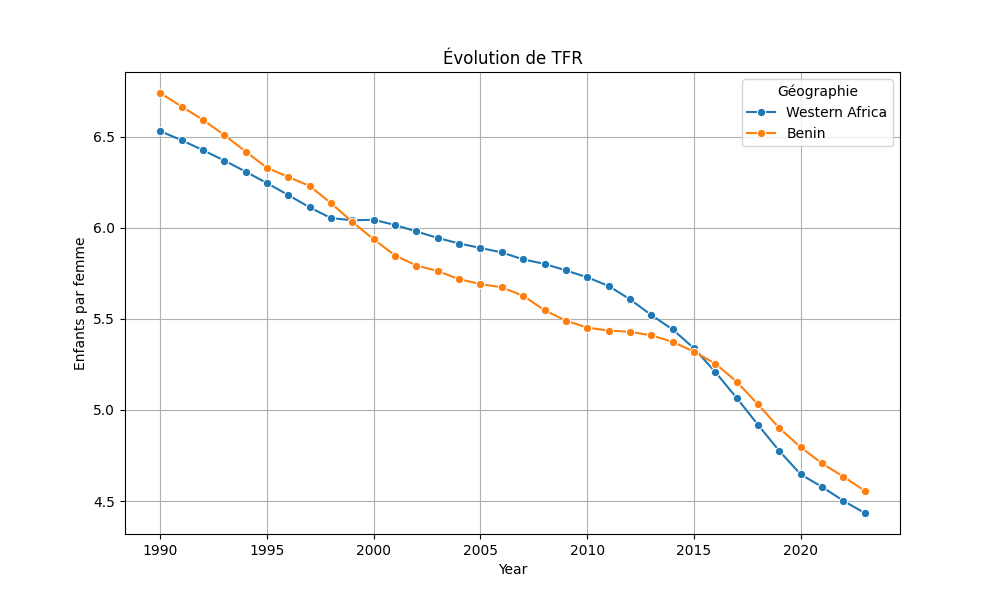 Évolution de TFR
Géographie
Western Africa
Benin
Enfants par femme
6.5
6.0
5.5
5.0
4.5
1990 1995 2000 2005 2010 2015 2020
Year